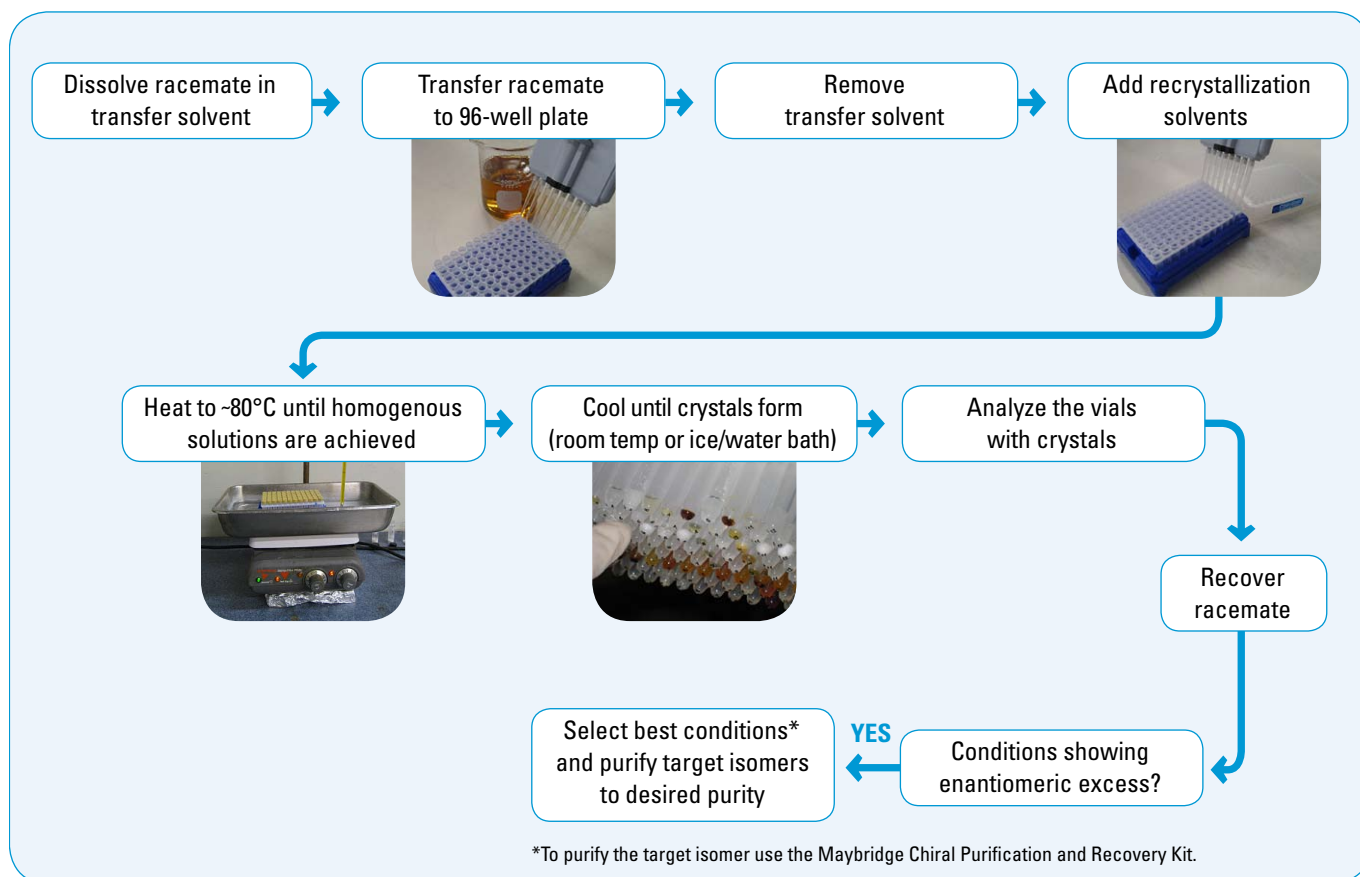 Dissolve racemate in
transfer solvent
Transfer racemate
to 96-well plate
Remove
transfer solvent
Add recrystallization
solvents
Heat to ~80°C until homogenous
solutions are achieved
Cool until crystals form
(room temp or ice/water bath)
Analyze the vials
with crystals
Recover
racemate
Conditions showing
enantiomeric excess?
YES
Select best conditions*
and purify target isomers
to desired purity
*To purify the target isomer use the Maybridge Chiral Purification and Recovery Kit.